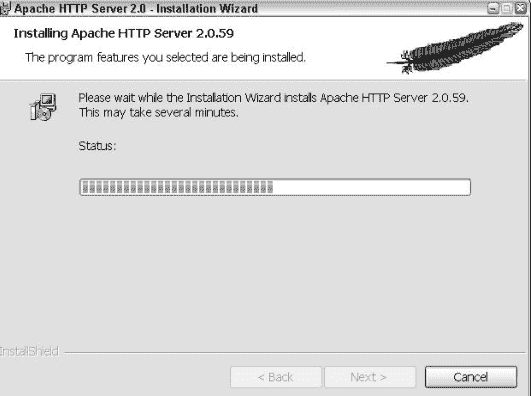 Apache HTTP Server 2.0 - Installation Wizard
Installing Apache HTTP Server 2.0.59
The program features you selected are being installed.
Please wait while the Installation Wizard installs Apache HTTP Server 2.0.59.
This may take several minutes.
Status:
InstallShield
< Back
Next >
Cancel